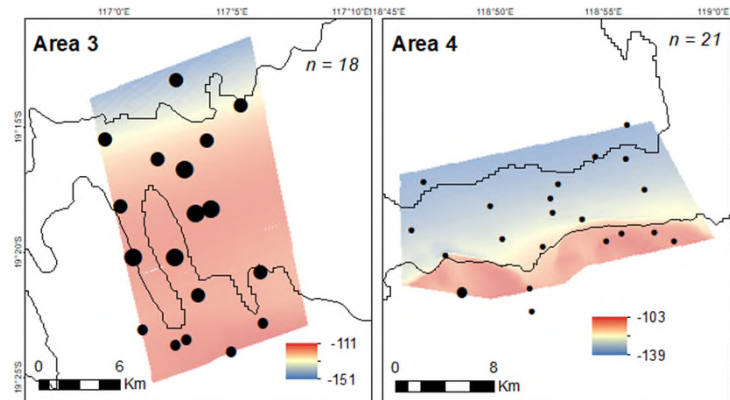 117°0'E 117°5'E 117°10'E 118°45'E 118°50'E 118°55'E 119°0'E
Area 3
n = 18
Area 4
n = 21
19°15'S
19°20'S
19°25'S
-111
-151
0 6
Km
-103
-139
0 8
Km